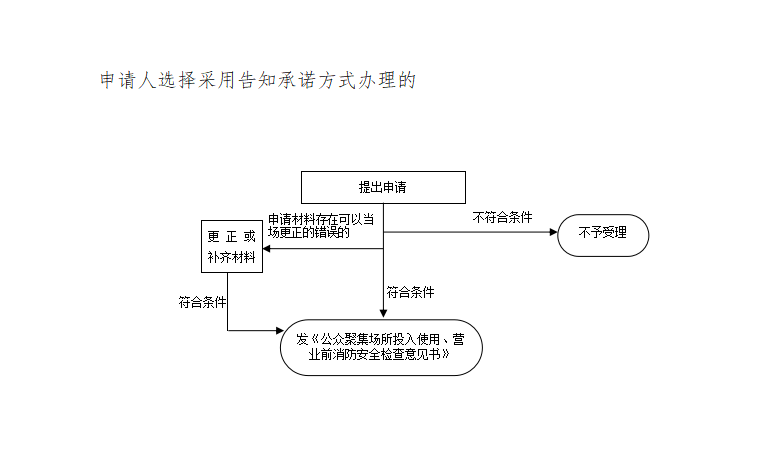 申请人选择采用告知承诺方式办理的
提出申请
申请材料存在可以当
场更正的错误的
不符合条件
不予受理
更正或
补齐材料
符合条件
符合条件
发《公众聚集场所投入使用、营
业前消防安全检查意见书》